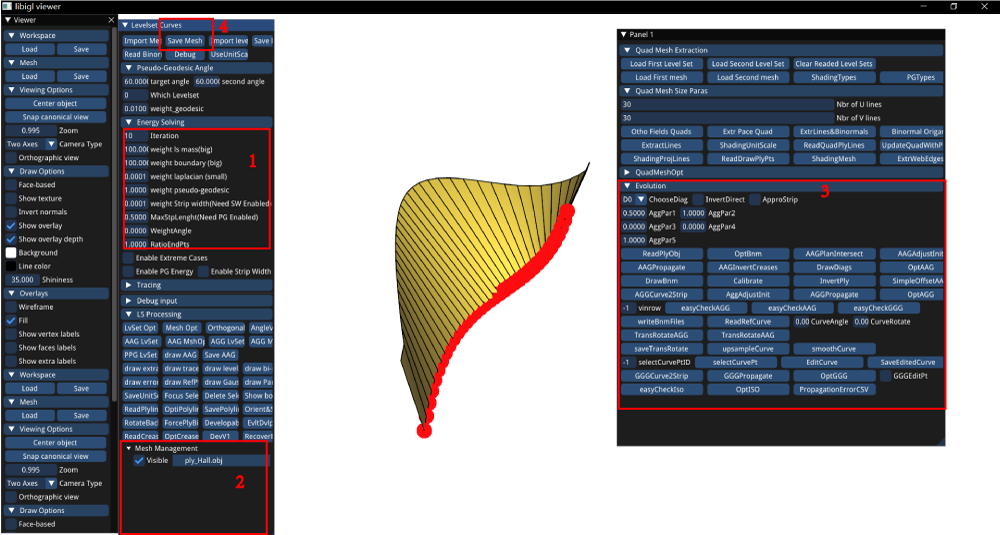 libigl viewer
Viewer
Workspace
Load Save
Mesh
Load Save
Viewing Options
Center object
Snap canonical view
0.995 Zoom
Two Axes Camera Type
Orthographic view
Draw Options
Face-based
Show texture
Invert normals
Show overlay
Show overlay depth
Background
Line color
35.000 Shininess
Overlays
Wireframe
Fill
Show vertex labels
Show faces labels
Show extra labels
Workspace
Load Save
Mesh
Load Save
Viewing Options
Center object
Snap canonical view
0.995 Zoom
Two Axes Camera Type
Orthographic view
Draw Options
Face-based
Levelset Curves
4
Import Me Save Mesh Import leve Save l
Read Binor Debug UseUnitSca
Pseudo-Geodesic Angle
60.0000 target angle 60.0000 second angle
0 Which Levelset
0.0100 weight_geodesic
Energy Solving
10 Iteration
100.000 weight ls mass(big)
1
100.000 weight boundary (big)
0.0001 weight laplacian (small)
1.0000 weight pseudo-geodesic
0.0001 weight Strip width(Need SW Enabled
0.5000 MaxStpLenght(Need PG Enabled)
0.0000 WeightAngle
1.0000 RatioEndPts
Enable Extreme Cases
Enable PG Energy Enable Strip Width
Tracing
Debug input
LS Processing
LvSet Opt Mesh Opt Orthogonal AngleV
AAG LvSet AAG MshOp AGG LvSet AGG M
PPG LvSet draw AAG Save AAG
draw extra draw trace draw level draw bi-
draw error draw RefP draw Gaus draw Pa
SaveUnitS Focus Sele Delete Sel Show bo
ReadPlylin OptiPolylin SavePolylin Orient&S
RotateBac ForcePlyBi Developab EvltDvlp
ReadCreas OptCrease DevV1 Recover
Mesh Management
Visible ply_Hall.obj
2
Panel 1
Quad Mesh Extraction
Load First Level Set Load Second Level Set Clear Readed Level Sets
Load First mesh Load Second mesh ShadingTypes PGTypes
Quad Mesh Size Paras
30 Nbr of U lines
30 Nbr of V lines
Otho Fields Quads Extr Pace Quad ExtrLines&Binormals Binormal Origa
ExtractLines ShadingUnitScale ReadQuadPlyLines UpdateQuadWithP
ShadingProjLines ReadDrawPlyPts ShadingMesh ExtrWebEdges
QuadMeshOpt
Evolution
3
D0 ChooseDiag InvertDirect ApproStrip
0.5000 AggPar1 1.0000 AggPar2
0.0000 AggPar3 0.0000 AggPar4
1.0000 AggPar5
ReadPlyObj OptBnm AAGPlanIntersect AAGAdjustInit
AAGPropagate AAGInvertCreases DrawDiags OptAAG
DrawBnm Calibrate InvertPly SimpleOffsetAA
AGGCurve2Strip AggAdjustInit AGGPropagate OptAGG
-1 vinrow easyCheckAGG easyCheckAAG easyCheckGGG
writeBnmFiles ReadRefCurve 0.00 CurveAngle 0.00 CurveRotate
TransRotateAGG TransRotateAAG
saveTransRotate upsampleCurve smoothCurve
-1 selectCurvePtID selectCurvePt EditCurve SaveEditedCurve
GGGCurve2Strip GGGPropagate OptGGG GGGEditPt
easyCheckIso OptISO PropagationErrorCSV